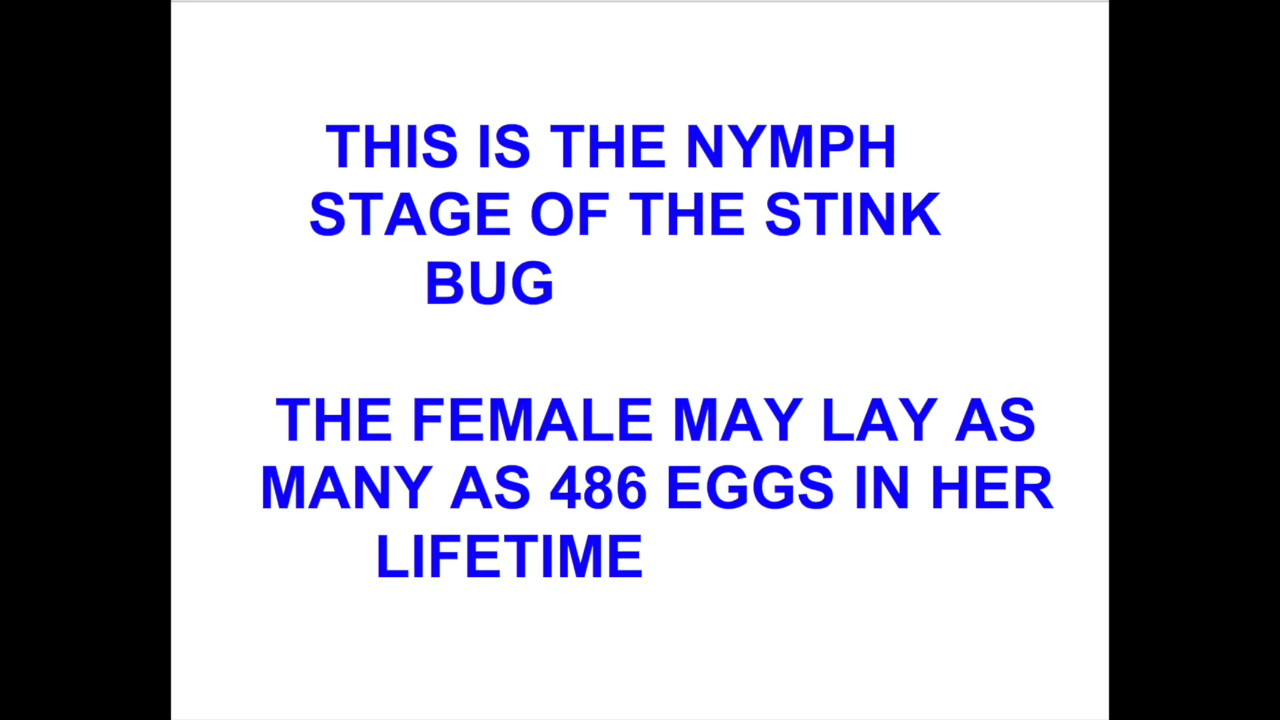 THIS IS THE NYMPH
STAGE OF THE STINK
BUG
THE FEMALE MAY LAY AS
MANY AS 486 EGGS IN HER
LIFETIME